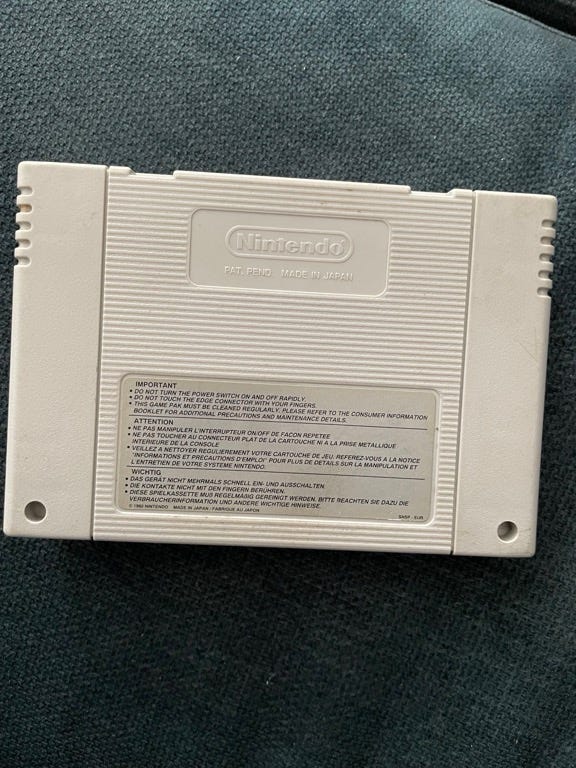 Nintendo
PAT. PEND. MADE IN JAPAN
IMPORTANT
• DO NOT TURN THE POWER SWITCH ON AND OFF RAPIDLY.
• DO NOT TOUCH THE EDGE CONNECTOR WITH YOUR FINGERS.
• THIS GAME PAK MUST BE CLEANED REGULARLY. PLEASE REFER TO THE CONSUMER INFORMATION
BOOKLET FOR ADDITIONAL PRECAUTIONS AND MAINTENANCE DETAILS.
ATTENTION
• NE PAS MANIPULER L'INTERRUPTEUR ON/OFF DE FACON REPETEE
• NE PAS TOUCHER AU CONNECTEUR PLAT DE LA CARTOUCHE NI A LA PRISE METALLIQUE
INTERIEURE DE LA CONSOLE
• VEILLEZ A NETTOYER REGULIEREMENT VOTRE CARTOUCHE DE JEU. REFEREZ-VOUS A LA NOTICE
"INFORMATIONS ET PRECAUTIONS D'EMPLOI" POUR PLUS DE DETAILS SUR LA MANIPULATION ET
L'ENTRETIEN DE VOTRE SYSTEME NINTENDO.
WICHTIG
• DAS GERÄT NICHT MEHRMALS SCHNELL EIN- UND AUSSCHALTEN.
• DIE KONTAKTE NICHT MIT DEN FINGERN BERÜHREN.
• DIESE SPIELKASSETTE MUß REGELMÄßIG GEREINIGT WERDEN. BITTE BEACHTEN SIE DAZU DIE
VERBRAUCHERINFORMATION UND ANDERE WICHTIGE HINWEISE.
© 1992 NINTENDO MADE IN JAPAN / FABRIQUE AU JAPON
SNSP-EUR